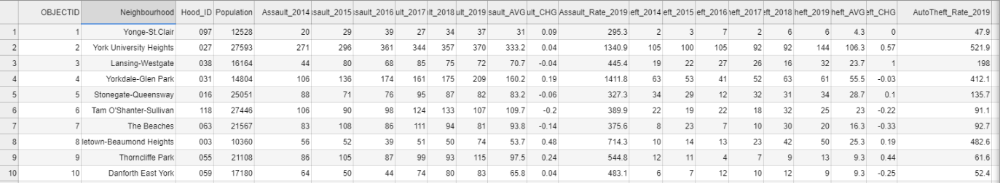 OBJECTID Neighbourhood Hood_ID Population Assault_2014 ssault_2015 ssault_2016 ult_2017 ult_2018 ult_2019 sault_AVG ult_CHG Assault_Rate_2019 eft_2014 eft_2015 eft_2016 heft_2017 eft_2018 heft_2019 heft_AVG eft_CHG AutoTheft_Rate_2019
1 1 Yonge-St.Clair 097 12528 20 29 39 27 34 37 31 0.09 295.3 2 3 7 2 6 6 4.3 0 47.9
2 2 York University Heights 027 27593 271 296 361 344 357 370 333.2 0.04 1340.9 105 100 105 92 92 144 106.3 0.57 521.9
3 3 Lansing-Westgate 038 16164 44 80 68 85 75 72 70.7 -0.04 445.4 19 22 27 26 16 32 23.7 1 198
4 4 Yorkdale-Glen Park 031 14804 106 136 174 161 175 209 160.2 0.19 1411.8 63 53 41 52 63 61 55.5 -0.03 412.1
5 5 Stonegate-Queensway 016 25051 88 71 76 95 87 82 83.2 -0.06 327.3 34 29 12 32 31 34 28.7 0.1 135.7
6 6 Tam O'Shanter-Sullivan 118 27446 106 90 98 124 133 107 109.7 -0.2 389.9 22 19 22 18 32 25 23 -0.22 91.1
7 7 The Beaches 063 21567 83 108 86 111 94 81 93.8 -0.14 375.6 8 23 7 10 30 20 16.3 -0.33 92.7
8 8 letown-Beaumond Heights 003 10360 56 52 39 51 50 74 53.7 0.48 714.3 10 14 13 23 42 50 25.3 0.19 482.6
9 9 Thorncliffe Park 055 21108 86 105 87 99 93 115 97.5 0.24 544.8 12 11 4 7 9 13 9.3 0.44 61.6
10 10 Danforth East York 059 17180 64 50 44 74 80 83 65.8 0.04 483.1 6 7 12 10 12 9 9.3 -0.25 52.4